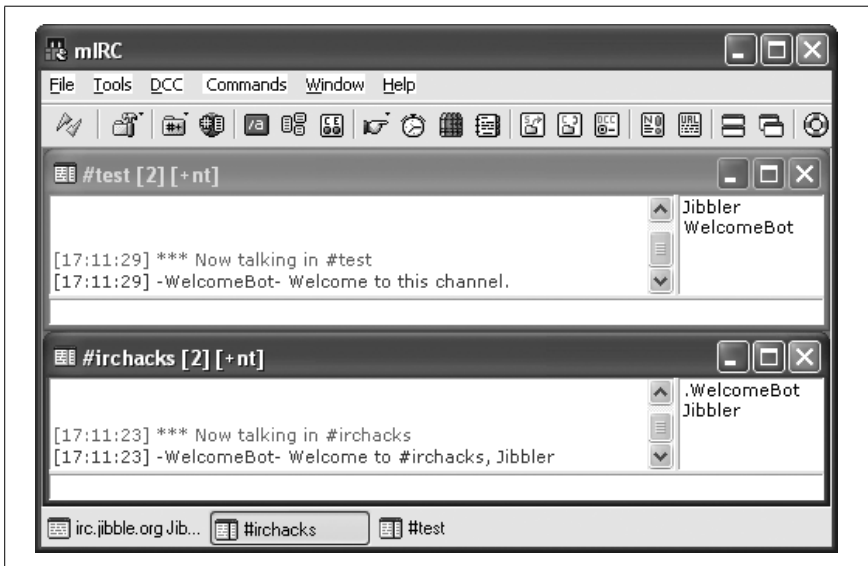 mIRC
File Tools DCC Commands Window Help
#test [2] [+nt]
Jibbler
WelcomeBot
[17:11:29] *** Now talking in #test
[17:11:29] -WelcomeBot- Welcome to this channel.
#irchacks [2] [+nt]
.WelcomeBot
Jibbler
[17:11:23] *** Now talking in #irchacks
[17:11:23] -WelcomeBot- Welcome to #irchacks, Jibbler
irc.jibble.org Jib... #irchacks #test